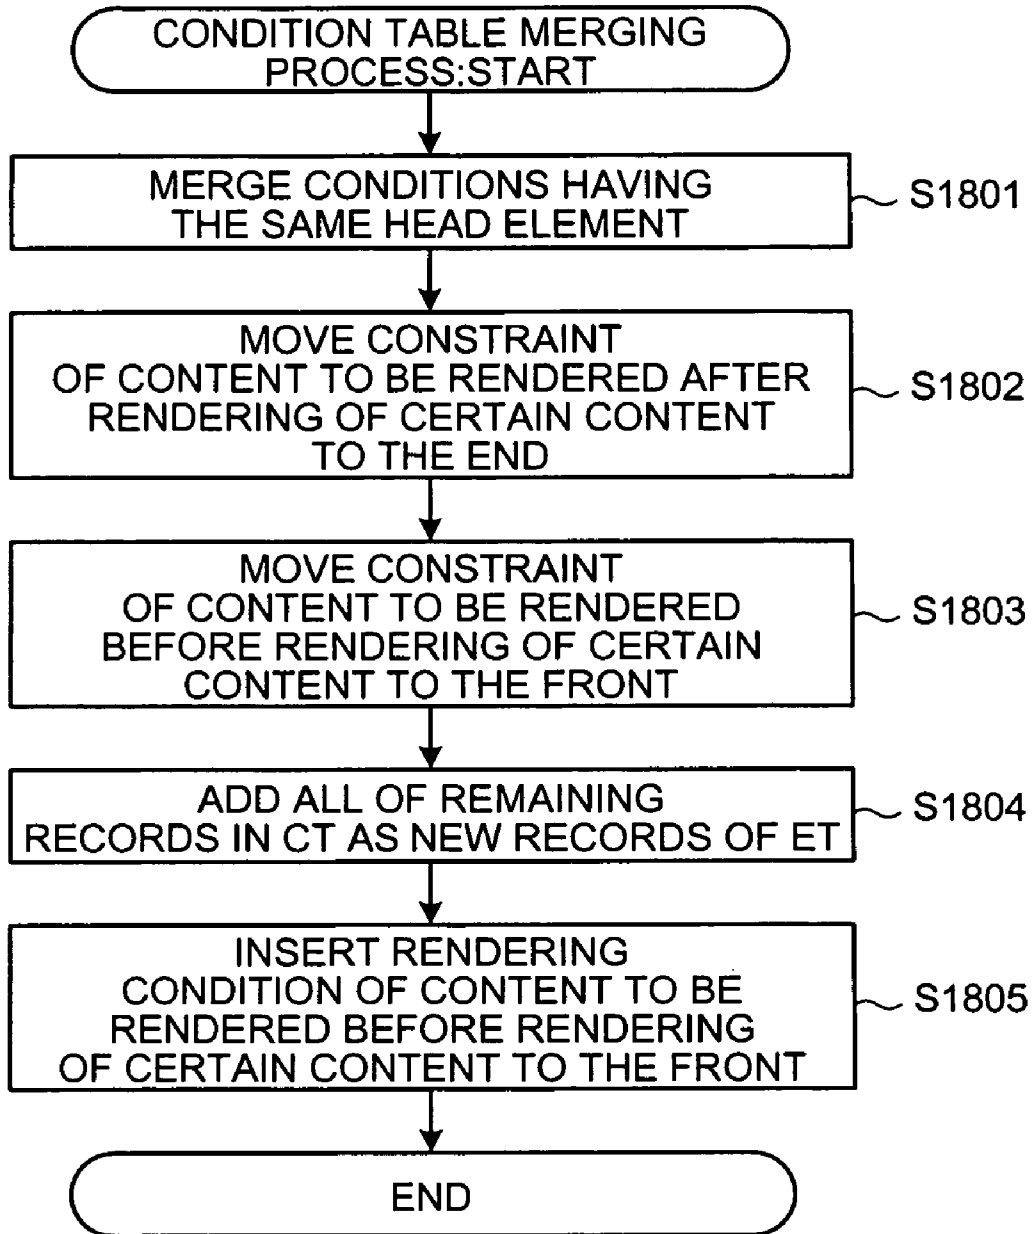 CONDITION TABLE MERGING
PROCESS:START
MERGE CONDITIONS HAVING
THE SAME HEAD ELEMENT
S1801
MOVE CONSTRAINT
OF CONTENT TO BE RENDERED AFTER
RENDERING OF CERTAIN CONTENT
TO THE END
S1802
MOVE CONSTRAINT
OF CONTENT TO BE RENDERED
BEFORE RENDERING OF CERTAIN
CONTENT TO THE FRONT
S1803
ADD ALL OF REMAINING
RECORDS IN CT AS NEW RECORDS OF ET
S1804
INSERT RENDERING
CONDITION OF CONTENT TO BE
RENDERED BEFORE RENDERING
OF CERTAIN CONTENT TO THE FRONT
S1805
END